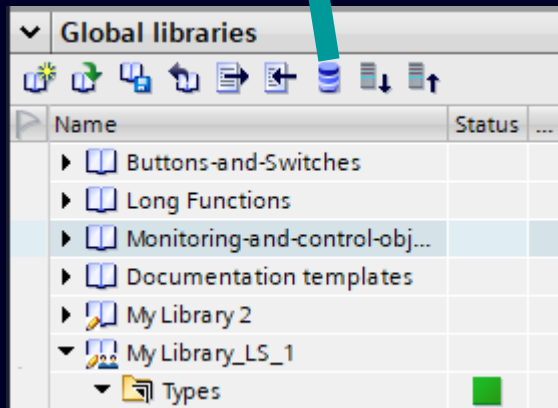 Global libraries
Name Status ...
Buttons-and-Switches
Long Functions
Monitoring-and-control-obj...
Documentation templates
My Library 2
My Library_LS_1
Types